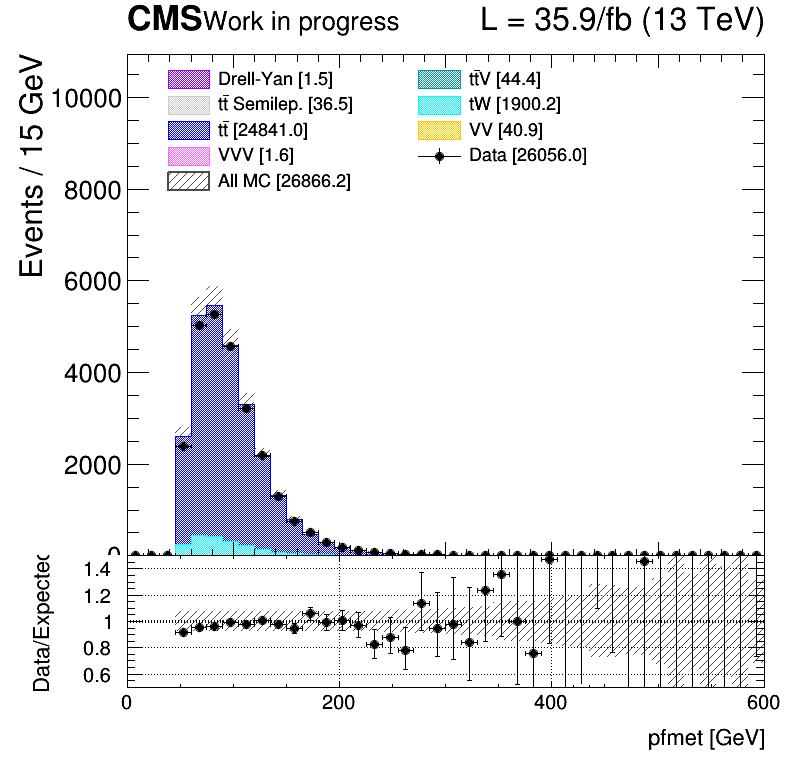 CMS Work in progress L = 35.9/fb (13 TeV)
Events / 15 GeV
Drell-Yan [1.5]
tt̄ Semilep. [36.5]
tt̄ [24841.0]
VVV [1.6]
All MC [26866.2]
tt̄V [44.4]
tW [1900.2]
VV [40.9]
Data [26056.0]
10000
8000
6000
4000
2000
0
Data/Expected
1.4
1.2
1
0.8
0.6
0 200 400 600
pfmet [GeV]